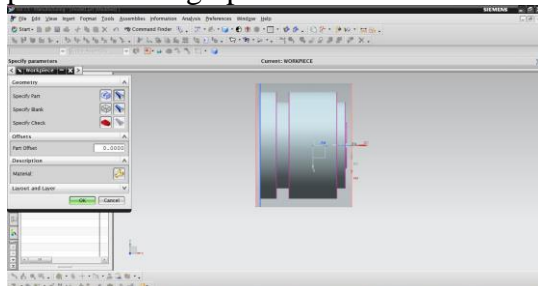 SIEMENS
File Edit View Insert Format Tools Assemblies Information Analysis Preferences Window Help
Start
Command Finder
Specify parameters
Current: WORKPIECE
Workpiece
Geometry
Specify Part
Specify Blank
Specify Check
Offsets
Part Offset
0.0000
Description
Material:
Layout and Layer
OK
Cancel